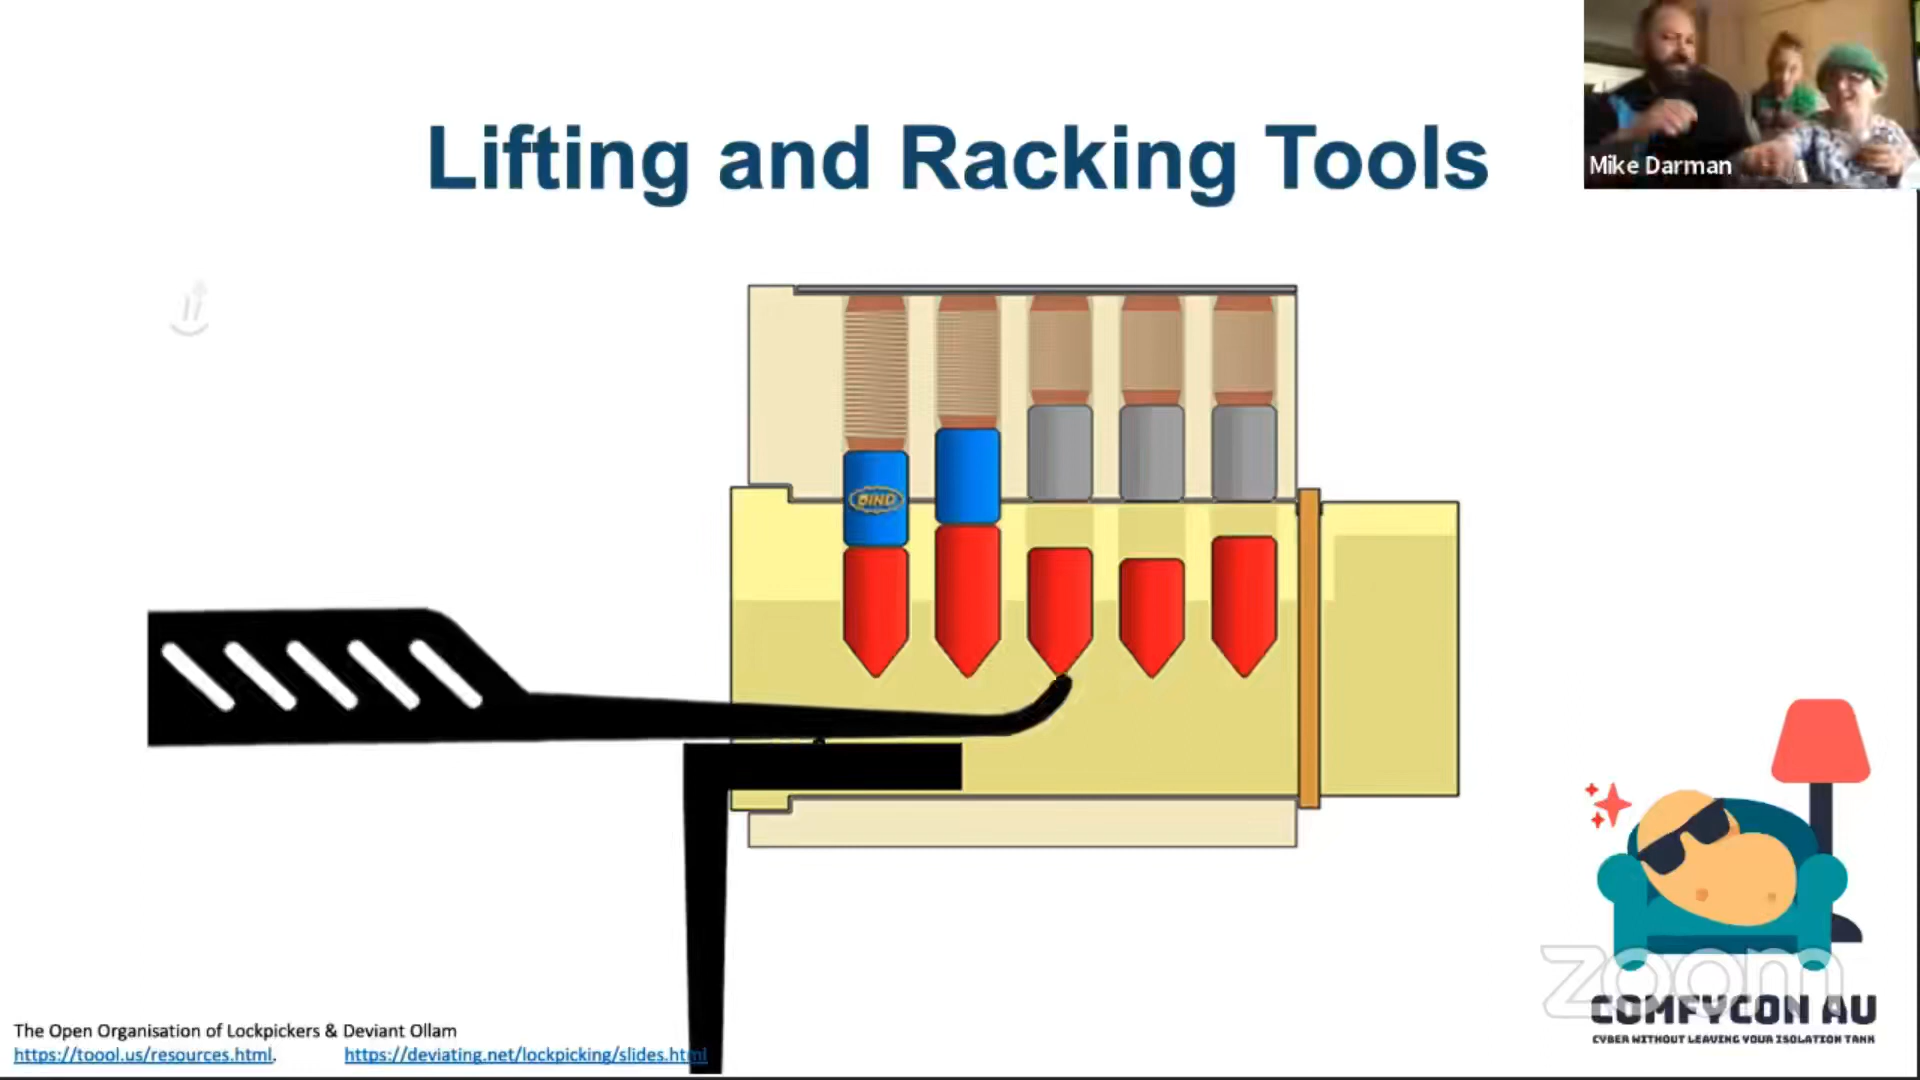 Mike Darman
Lifting and Racking Tools
BIND
zoom
COMFYCON AU
CYBER WITHOUT LEAVING YOUR ISOLATION TANK
The Open Organisation of Lockpickers & Deviant Ollam
https://toool.us/resources.html. https://deviating.net/lockpicking/slides.html